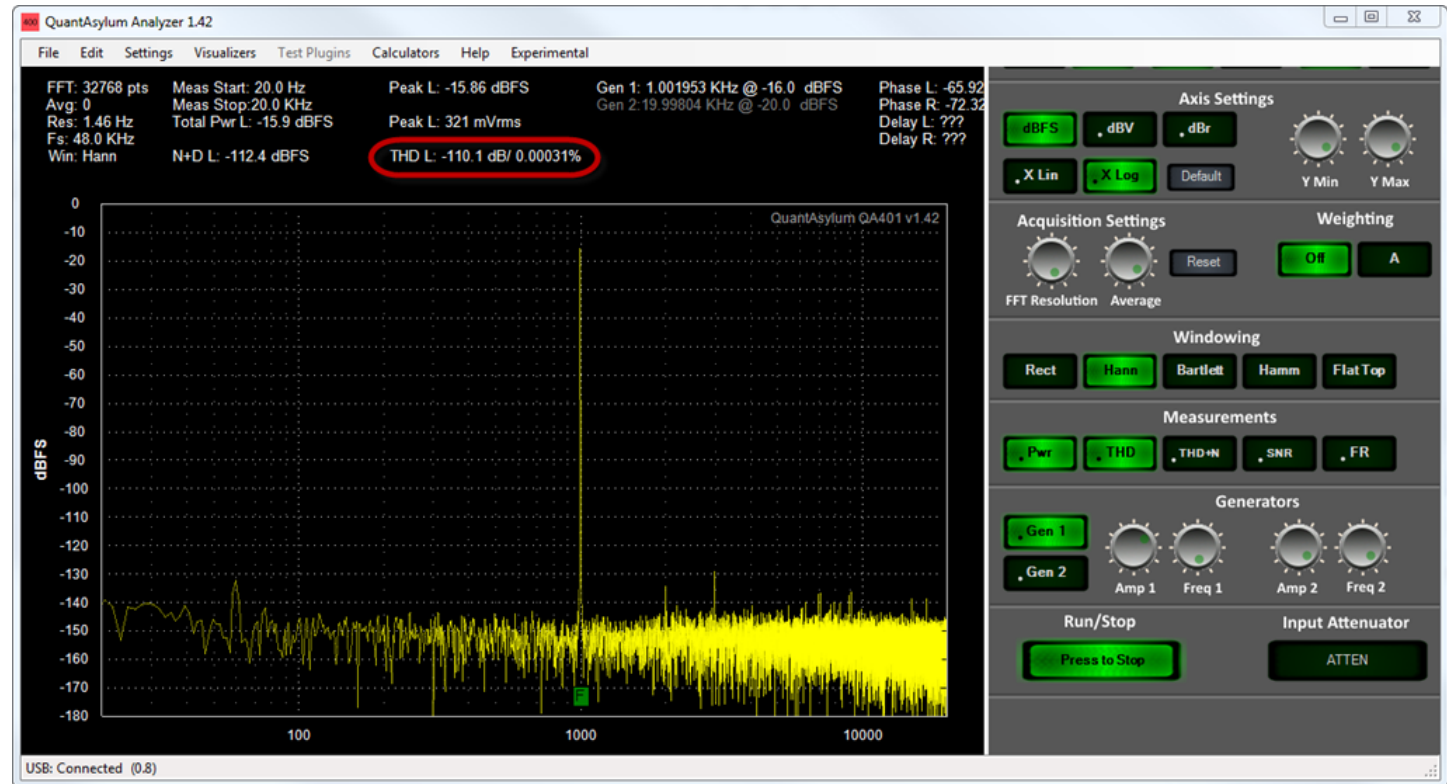 400 QuantAsylum Analyzer 1.42
File Edit Settings Visualizers Test Plugins Calculators Help Experimental
FFT: 32768 pts Meas Start: 20.0 Hz Peak L: -15.86 dBFS Gen 1: 1.001953 KHz @ -16.0 dBFS Phase L: -65.92
Avg: 0 Meas Stop:20.0 KHz Gen 2:19.99804 KHz @ -20.0 dBFS Phase R: -72.32
Res: 1.46 Hz Total Pwr L: -15.9 dBFS Peak L: 321 mVrms Delay L: ???
Fs: 48.0 KHz Delay R: ???
Win: Hann N+D L: -112.4 dBFS THD L: -110.1 dB/ 0.00031%
QuantAsylum QA401 v1.42
dBFS
0
-10
-20
-30
-40
-50
-60
-70
-80
-90
-100
-110
-120
-130
-140
-150
-160
-170
-180
F
100 1000 10000
Axis Settings
dBFS dBV dBr
X Lin X Log Default Y Min Y Max
Acquisition Settings Weighting
Reset Off A
FFT Resolution Average
Windowing
Rect Hann Bartlett Hamm Flat Top
Measurements
Pwr THD THD+N SNR FR
Generators
Gen 1
Gen 2
Amp 1 Freq 1 Amp 2 Freq 2
Run/Stop Input Attenuator
Press to Stop ATTEN
USB: Connected (0.8)